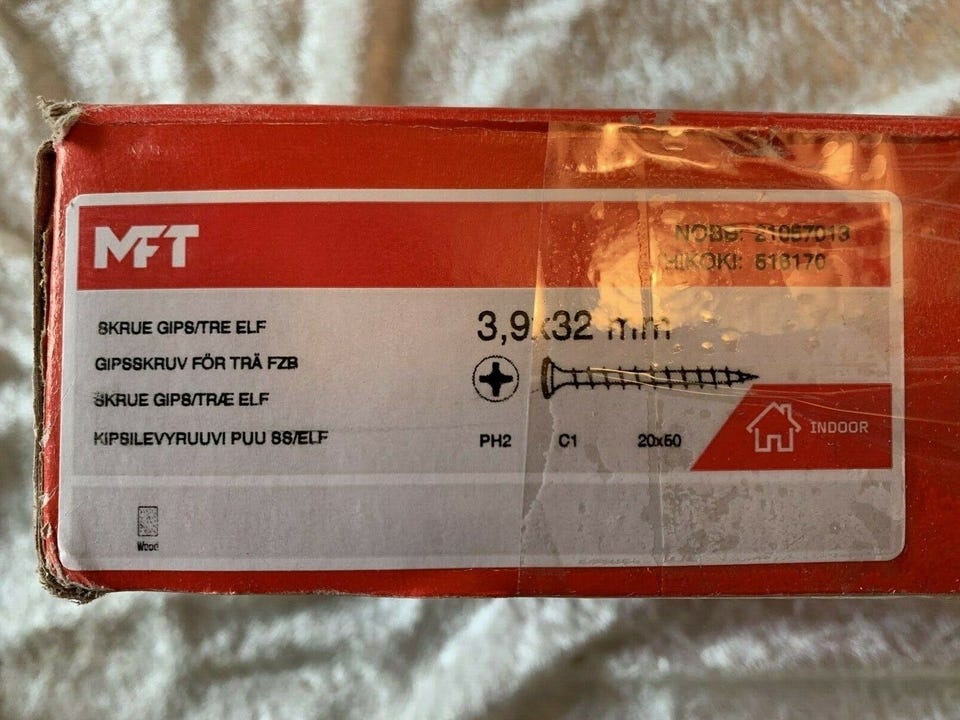 MFT
NOBB: 21087013
HIKOKI: 516170
SKRUE GIPS/TRE ELF
GIPSSKRUV FÖR TRÄ FZB
SKRUE GIPS/TRÆ ELF
KIPSILEVYRUUVI PUU SS/ELF
3,9x32 mm
PH2 C1 20x50
INDOOR
Wood